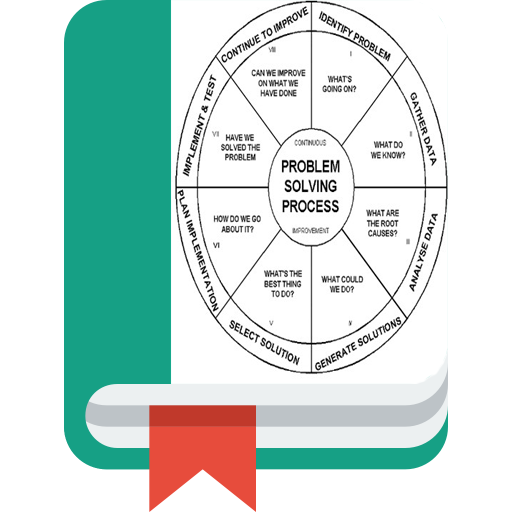 CONTINUE TO IMPROVE
IDENTIFY PROBLEM
GATHER DATA
ANALYSE DATA
GENERATE SOLUTIONS
SELECT SOLUTION
PLAN IMPLEMENTATION
IMPLEMENT & TEST
VIII
CAN WE IMPROVE
ON WHAT WE
HAVE DONE
I
WHAT'S
GOING ON?
II
WHAT DO
WE KNOW?
WHAT ARE
THE ROOT
CAUSES?
III
WHAT COULD
WE DO?
IV
WHAT'S THE
BEST THING
TO DO?
V
HOW DO WE GO
ABOUT IT?
VI
VII
HAVE WE
SOLVED THE
PROBLEM
CONTINUOUS
PROBLEM
SOLVING
PROCESS
IMPROVEMENT